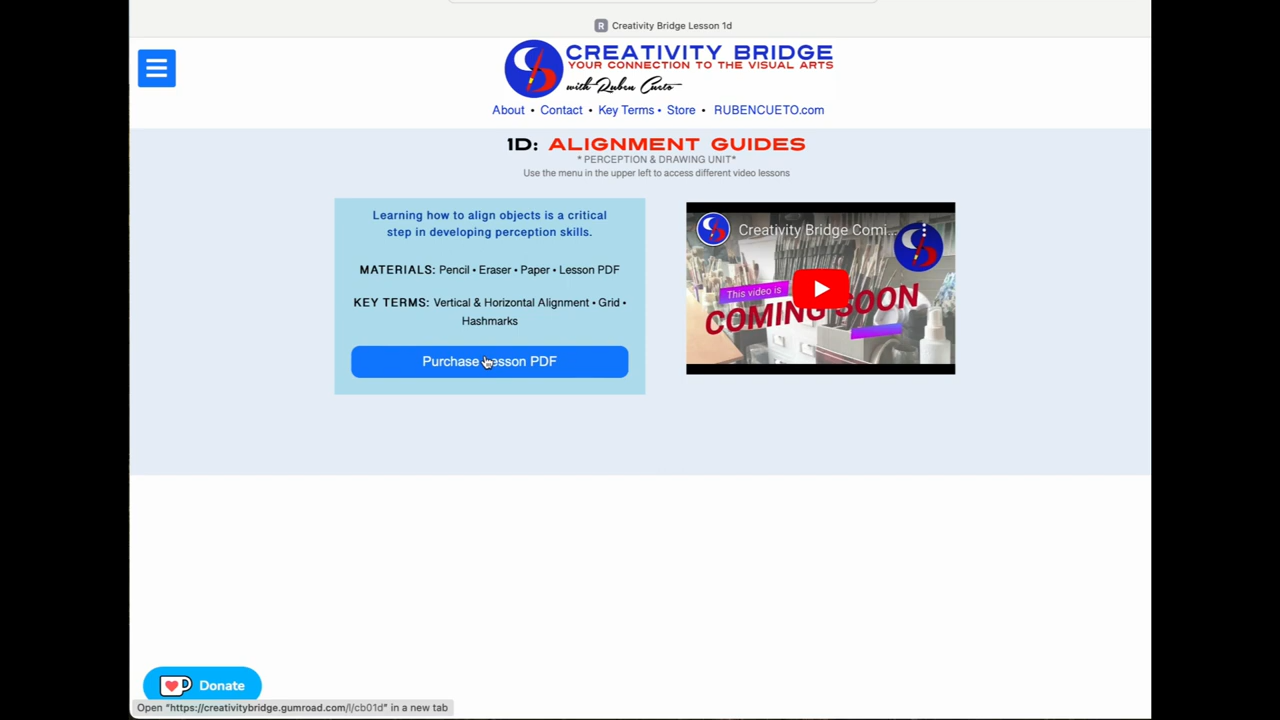 R Creativity Bridge Lesson 1d
CREATIVITY BRIDGE
YOUR CONNECTION TO THE VISUAL ARTS
with Ruben Cueto
About • Contact • Key Terms • Store • RUBENCUETO.com
1D: ALIGNMENT GUIDES
* PERCEPTION & DRAWING UNIT*
Use the menu in the upper left to access different video lessons
Learning how to align objects is a critical
step in developing perception skills.
MATERIALS: Pencil • Eraser • Paper • Lesson PDF
KEY TERMS: Vertical & Horizontal Alignment • Grid •
Hashmarks
Purchase Lesson PDF
Creativity Bridge Comi...
This video is
COMING SOON
Donate
Open “https://creativitybridge.gumroad.com/l/cb01d” in a new tab